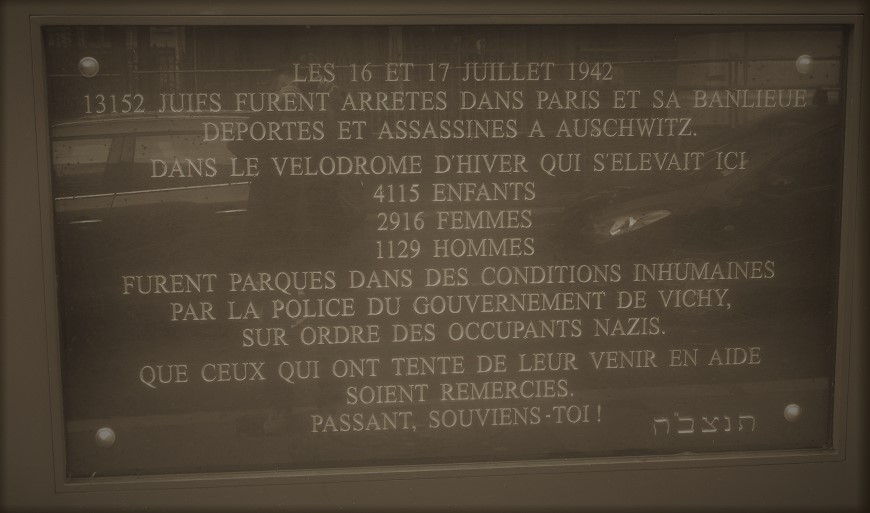 LES 16 ET 17 JUILLET 1942
13152 JUIFS FURENT ARRETES DANS PARIS ET SA BANLIEUE
DEPORTES ET ASSASSINES A AUSCHWITZ.
DANS LE VELODROME D'HIVER QUI S'ELEVAIT ICI
4115 ENFANTS
2916 FEMMES
1129 HOMMES
FURENT PARQUES DANS DES CONDITIONS INHUMAINES
PAR LA POLICE DU GOUVERNEMENT DE VICHY,
SUR ORDRE DES OCCUPANTS NAZIS.
QUE CEUX QUI ONT TENTE DE LEUR VENIR EN AIDE
SOIENT REMERCIES.
PASSANT, SOUVIENS-TOI !
תנצב"ה